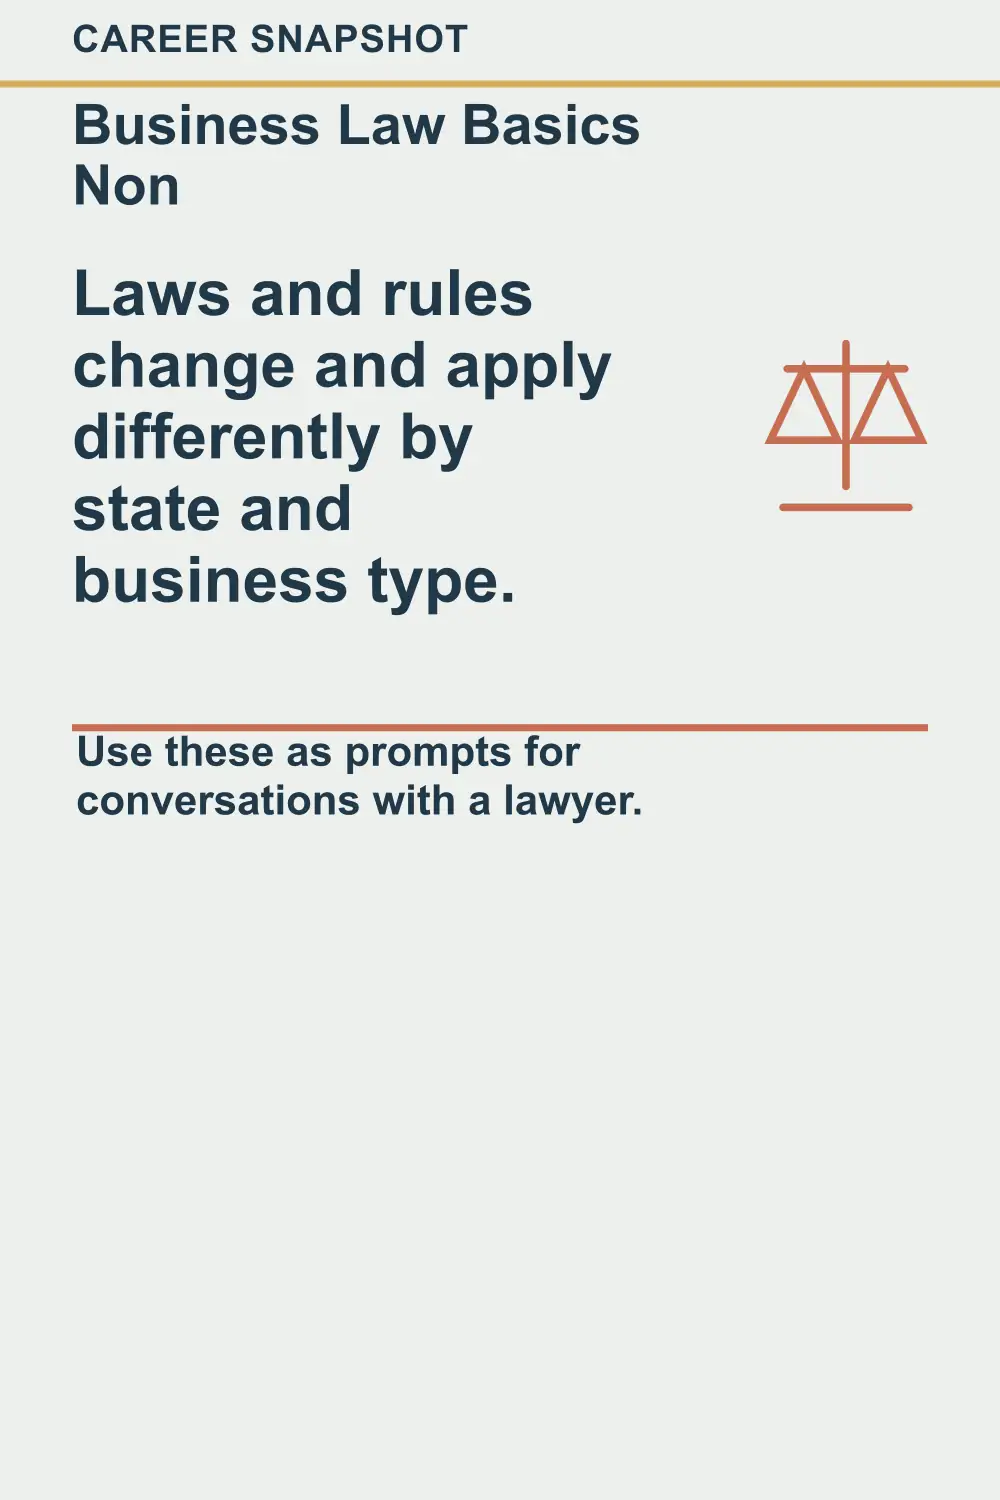 CAREER SNAPSHOT
Business Law Basics
Non
Laws and rules
change and apply
differently by
state and
business type.
Use these as prompts for
conversations with a lawyer.